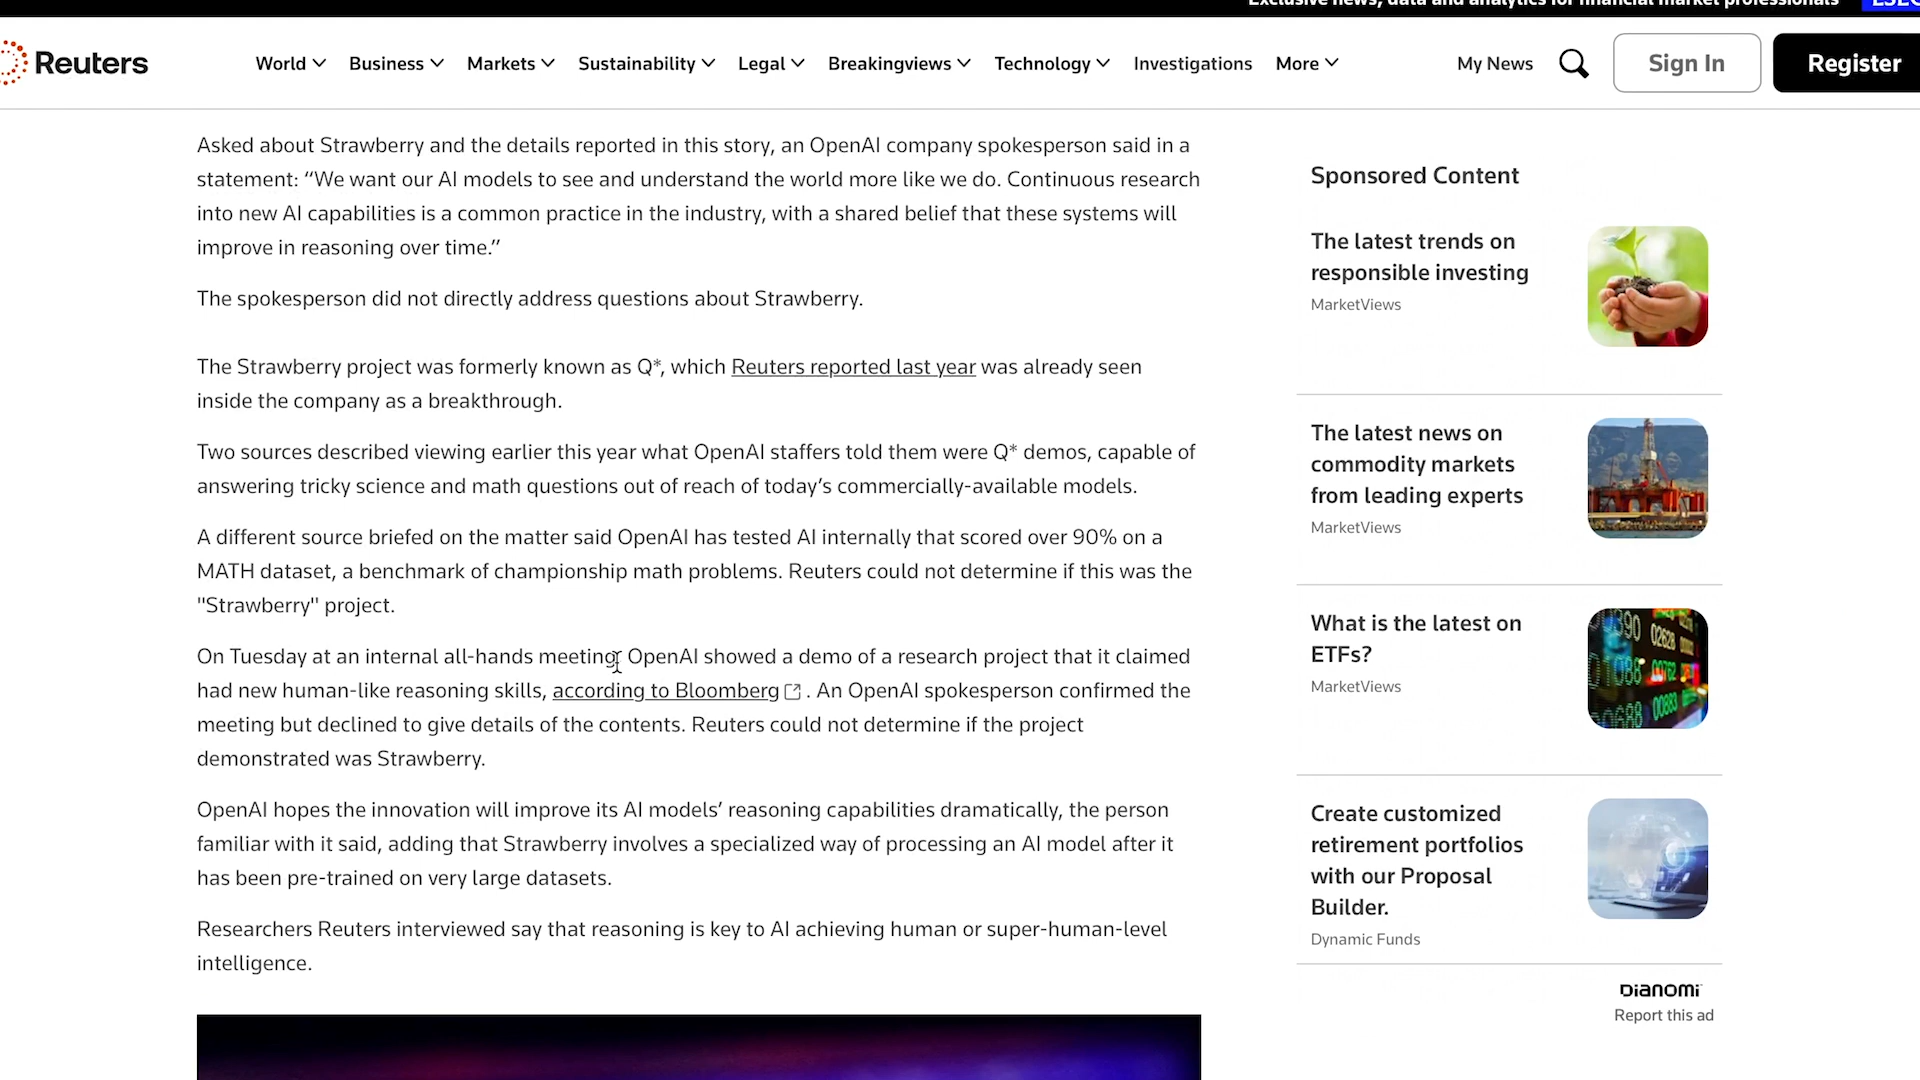 Exclusive news, data and analytics for financial market professionals
Reuters
World Business Markets Sustainability Legal Breakingviews Technology Investigations More My News Sign In Register
Asked about Strawberry and the details reported in this story, an OpenAI company spokesperson said in a
statement: “We want our AI models to see and understand the world more like we do. Continuous research
into new AI capabilities is a common practice in the industry, with a shared belief that these systems will
improve in reasoning over time.”
The spokesperson did not directly address questions about Strawberry.
The Strawberry project was formerly known as Q*, which Reuters reported last year was already seen
inside the company as a breakthrough.
Two sources described viewing earlier this year what OpenAI staffers told them were Q* demos, capable of
answering tricky science and math questions out of reach of today’s commercially-available models.
A different source briefed on the matter said OpenAI has tested AI internally that scored over 90% on a
MATH dataset, a benchmark of championship math problems. Reuters could not determine if this was the
"Strawberry" project.
On Tuesday at an internal all-hands meeting, OpenAI showed a demo of a research project that it claimed
had new human-like reasoning skills, according to Bloomberg . An OpenAI spokesperson confirmed the
meeting but declined to give details of the contents. Reuters could not determine if the project
demonstrated was Strawberry.
OpenAI hopes the innovation will improve its AI models’ reasoning capabilities dramatically, the person
familiar with it said, adding that Strawberry involves a specialized way of processing an AI model after it
has been pre-trained on very large datasets.
Researchers Reuters interviewed say that reasoning is key to AI achieving human or super-human-level
intelligence.
Sponsored Content
The latest trends on
responsible investing
MarketViews
The latest news on
commodity markets
from leading experts
MarketViews
What is the latest on
ETFs?
MarketViews
Create customized
retirement portfolios
with our Proposal
Builder.
Dynamic Funds
DIANOMI
Report this ad